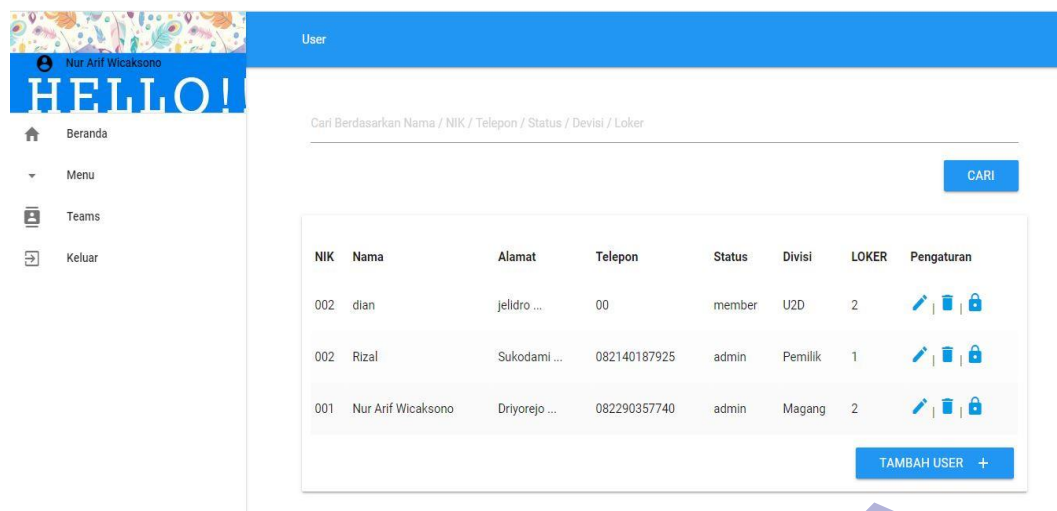 User
Nur Arif Wicaksono
HELLO!!
Beranda
Menu
Teams
Keluar
Cari Berdasarkan Nama / NIK / Telepon / Status / Devisi / Loker
CARI
NIK Nama Alamat Telepon Status Divisi LOKER Pengaturan
002 dian jelidro ... 00 member U2D 2 | |
002 Rizal Sukodami ... 082140187925 admin Pemilik 1 | |
001 Nur Arif Wicaksono Driyorejo ... 082290357740 admin Magang 2 | |
TAMBAH USER +